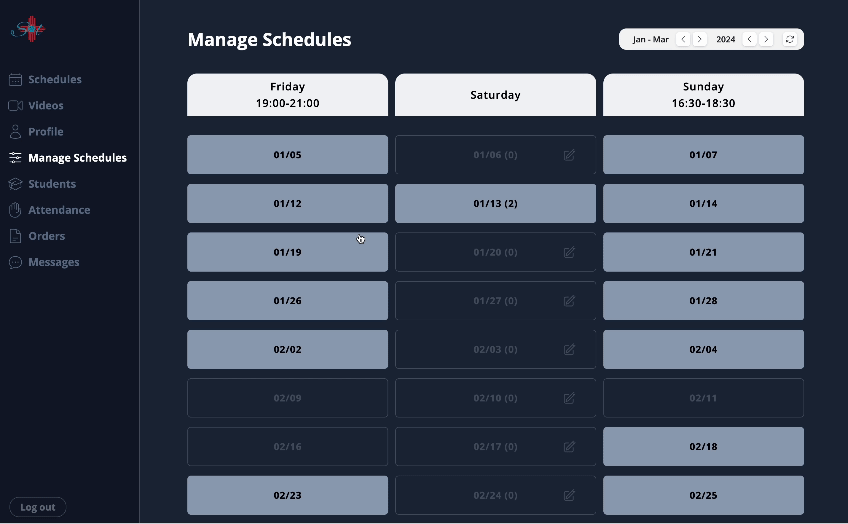 Schedules
Videos
Profile
Manage Schedules
Students
Attendance
Orders
Messages
Log out
Manage Schedules
Jan - Mar 2024
Friday
19:00-21:00
Saturday
Sunday
16:30-18:30
01/05 01/06 (0) 01/07
01/12 01/13 (2) 01/14
01/19 01/20 (0) 01/21
01/26 01/27 (0) 01/28
02/02 02/03 (0) 02/04
02/09 02/10 (0) 02/11
02/16 02/17 (0) 02/18
02/23 02/24 (0) 02/25